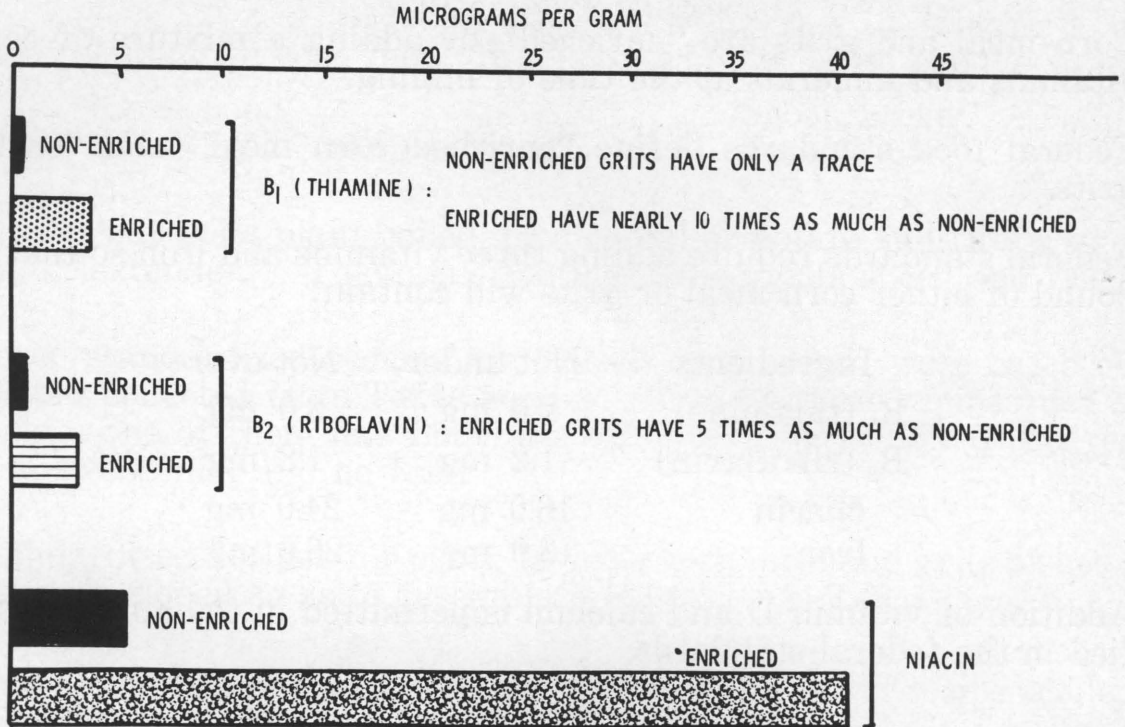 MICROGRAMS PER GRAM
0 5 10 15 20 25 30 35 40 45
NON-ENRICHED
NON-ENRICHED GRITS HAVE ONLY A TRACE
B1 (THIAMINE) :
ENRICHED
ENRICHED HAVE NEARLY 10 TIMES AS MUCH AS NON-ENRICHED
NON-ENRICHED
B2 (RIBOFLAVIN) : ENRICHED GRITS HAVE 5 TIMES AS MUCH AS NON-ENRICHED
ENRICHED
NON-ENRICHED
*ENRICHED
NIACIN